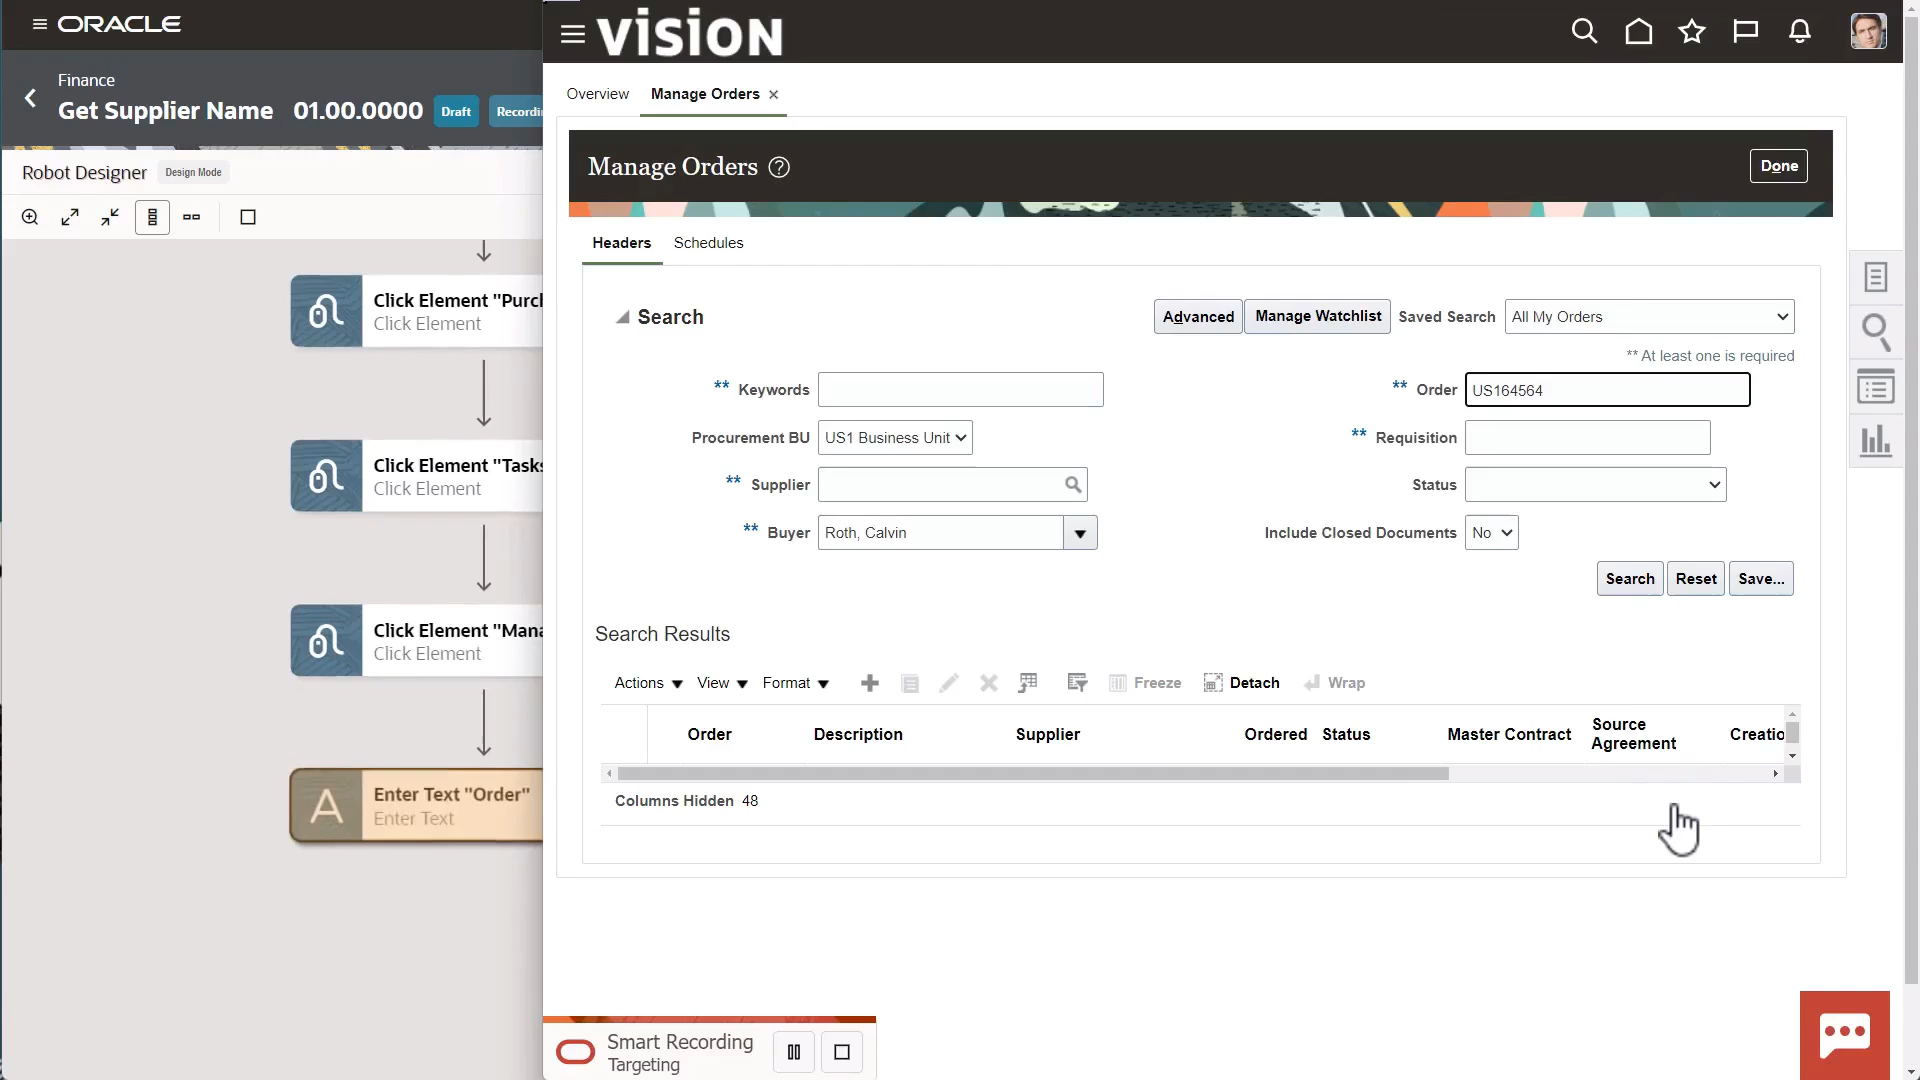 ORACLE
Finance
Get Supplier Name 01.00.0000 Draft Recordi
Robot Designer Design Mode
Click Element "Purch
Click Element
Click Element "Tasks
Click Element
Click Element "Mana
Click Element
Enter Text "Order"
Enter Text
VISION
Overview Manage Orders
Manage Orders
Done
Headers Schedules
Search
Advanced Manage Watchlist Saved Search All My Orders
** At least one is required
** Keywords
** Order US164564
Procurement BU US1 Business Unit
** Requisition
** Supplier
Status
** Buyer Roth, Calvin
Include Closed Documents No
Search Reset Save...
Search Results
Actions View Format Freeze Detach Wrap
Order Description Supplier Ordered Status Master Contract Source Agreement Creatio
Columns Hidden 48
Smart Recording
Targeting